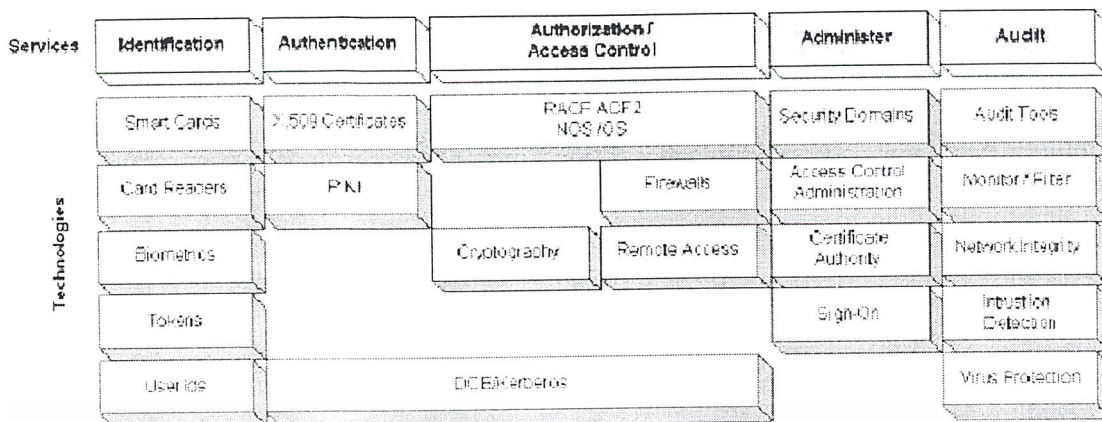 Services
Identification
Authentication
Authorization /
Access Control
Administer
Audit
Technologies
Smart Cards
X.509 Certificates
RACF ACF2
NOS /OS
Security Domains
Audit Tools
Card Readers
PKI
Firewalls
Access Control
Administration
Monitor / Filter
Biometrics
Cryptography
Remote Access
Certificate
Authority
Network Integrity
Tokens
Sign-On
Intrustion
Detection
User Ids
DCE/Kerberos
Virus Protection